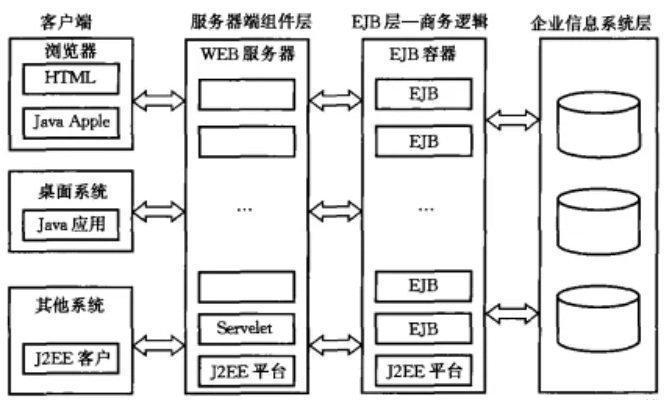 客户端
浏览器
HTML
Java Apple
桌面系统
Java 应用
其他系统
J2EE 客户
服务器端组件层
WEB 服务器
...
Servelet
J2EE 平台
EJB 层—商务逻辑
EJB 容器
EJB
EJB
...
EJB
EJB
J2EE 平台
企业信息系统层